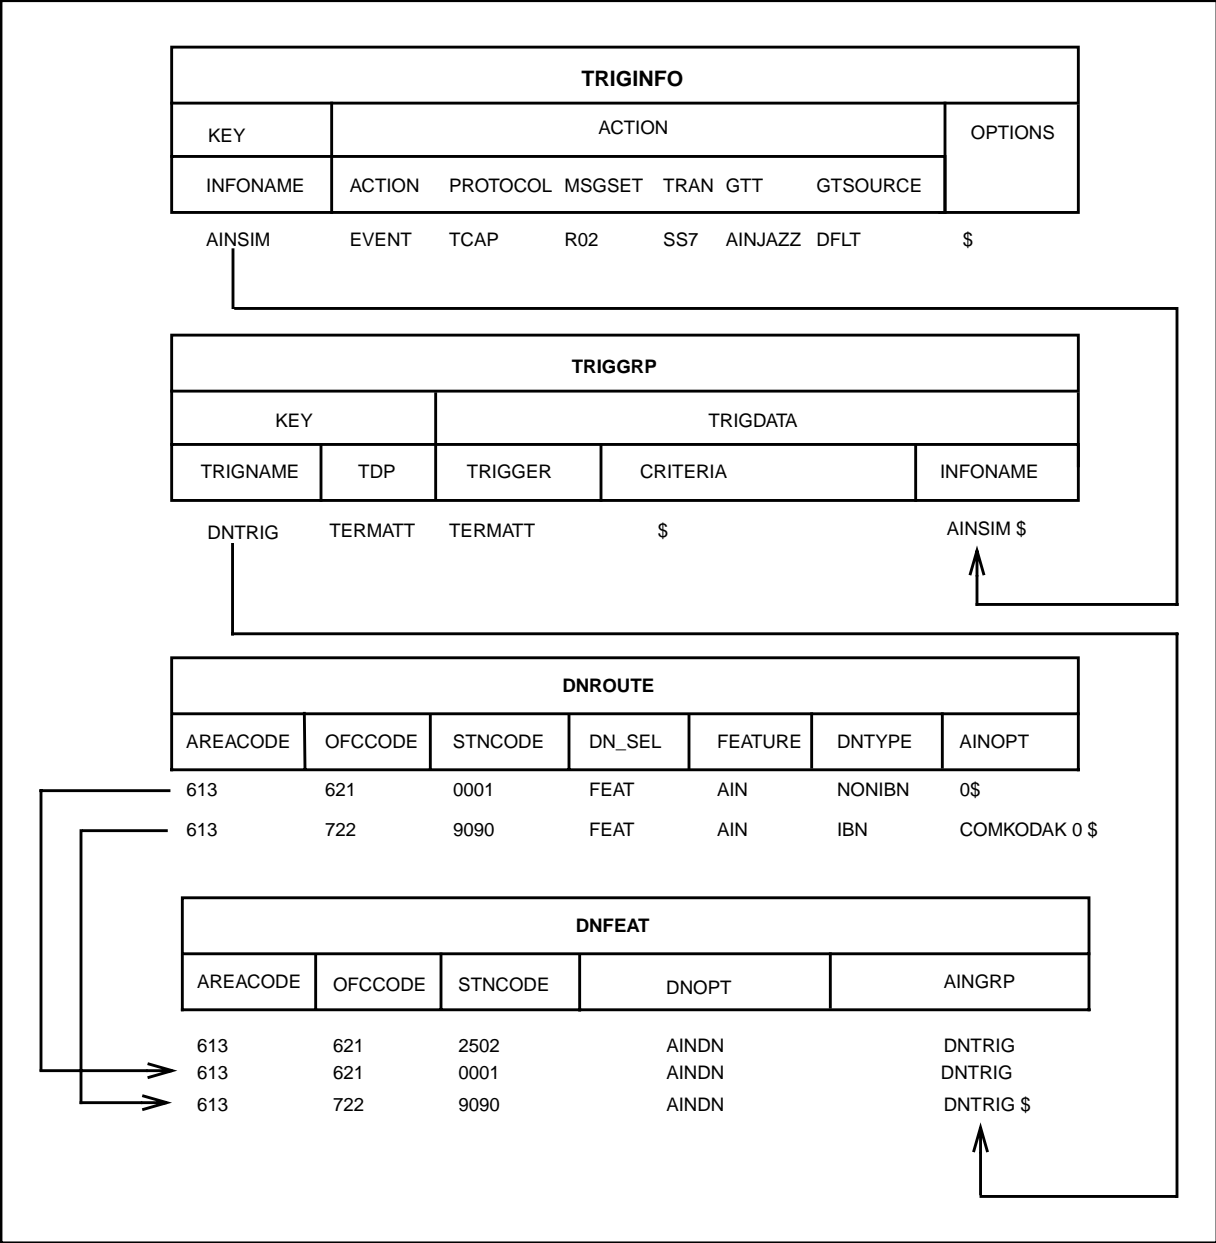 TRIGINFO
KEY ACTION OPTIONS
INFONAME ACTION PROTOCOL MSGSET TRAN GTT GTSOURCE
AINSIM EVENT TCAP R02 SS7 AINJAZZ DFLT $
TRIGGRP
KEY TRIGDATA
TRIGNAME TDP TRIGGER CRITERIA INFONAME
DNTRIG TERMATT TERMATT $ AINSIM $
DNROUTE
AREACODE OFCCODE STNCODE DN_SEL FEATURE DNTYPE AINOPT
613 621 0001 FEAT AIN NONIBN 0$
613 722 9090 FEAT AIN IBN COMKODAK 0 $
DNFEAT
AREACODE OFCCODE STNCODE DNOPT AINGRP
613 621 2502 AINDN DNTRIG
613 621 0001 AINDN DNTRIG
613 722 9090 AINDN DNTRIG $